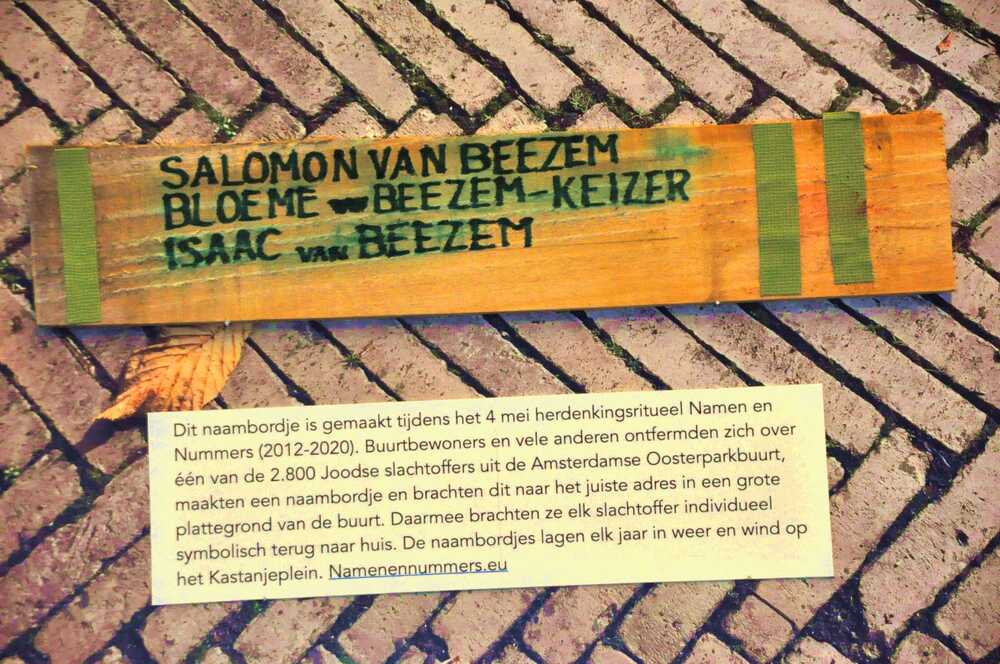 SALOMON VAN BEEZEM
BLOEME BEEZEM-KEIZER
ISAAC VAN BEEZEM
Dit naambordje is gemaakt tijdens het 4 mei herdenkingsritueel Namen en
Nummers (2012-2020). Buurtbewoners en vele anderen ontfermden zich over
één van de 2.800 Joodse slachtoffers uit de Amsterdamse Oosterparkbuurt,
maakten een naambordje en brachten dit naar het juiste adres in een grote
plattegrond van de buurt. Daarmee brachten ze elk slachtoffer individueel
symbolisch terug naar huis. De naambordjes lagen elk jaar in weer en wind op
het Kastanjeplein. Namenennummers.eu